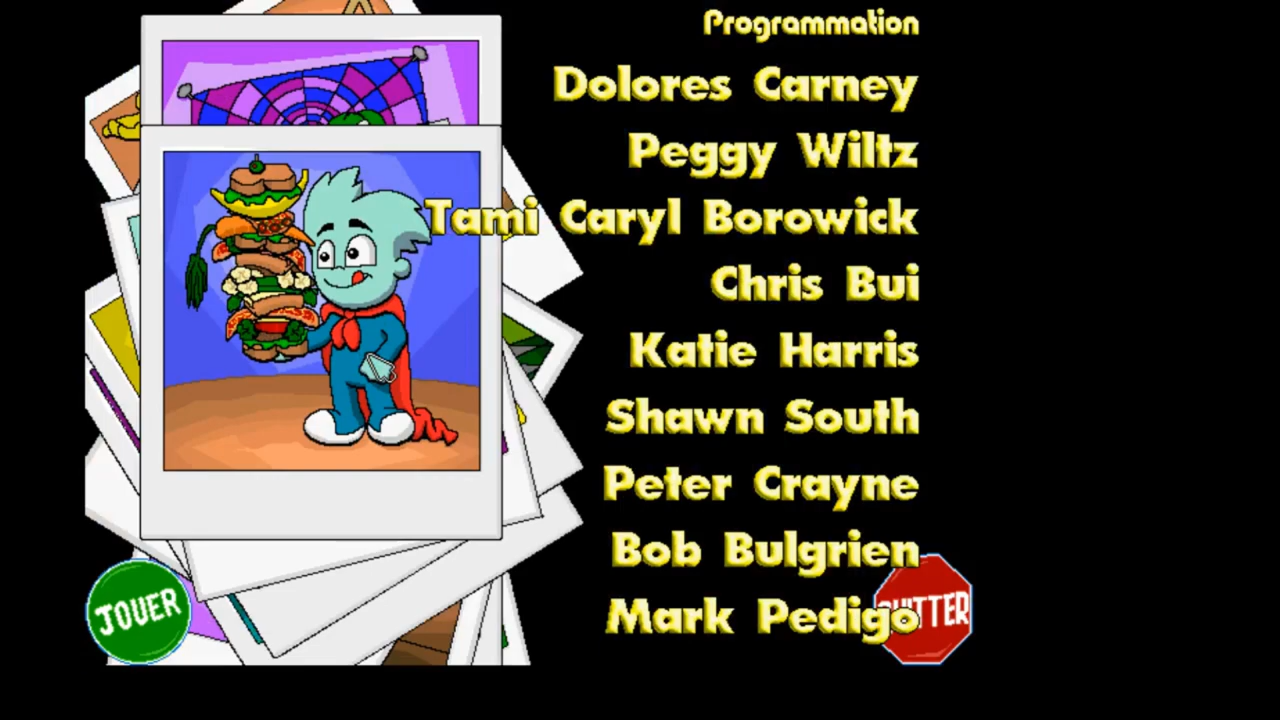 Programmation
Dolores Carney
Peggy Wiltz
Tami Caryl Borowick
Chris Bui
Katie Harris
Shawn South
Peter Crayne
Bob Bulgrien
Mark Pedigo
JOUER
QUITTER